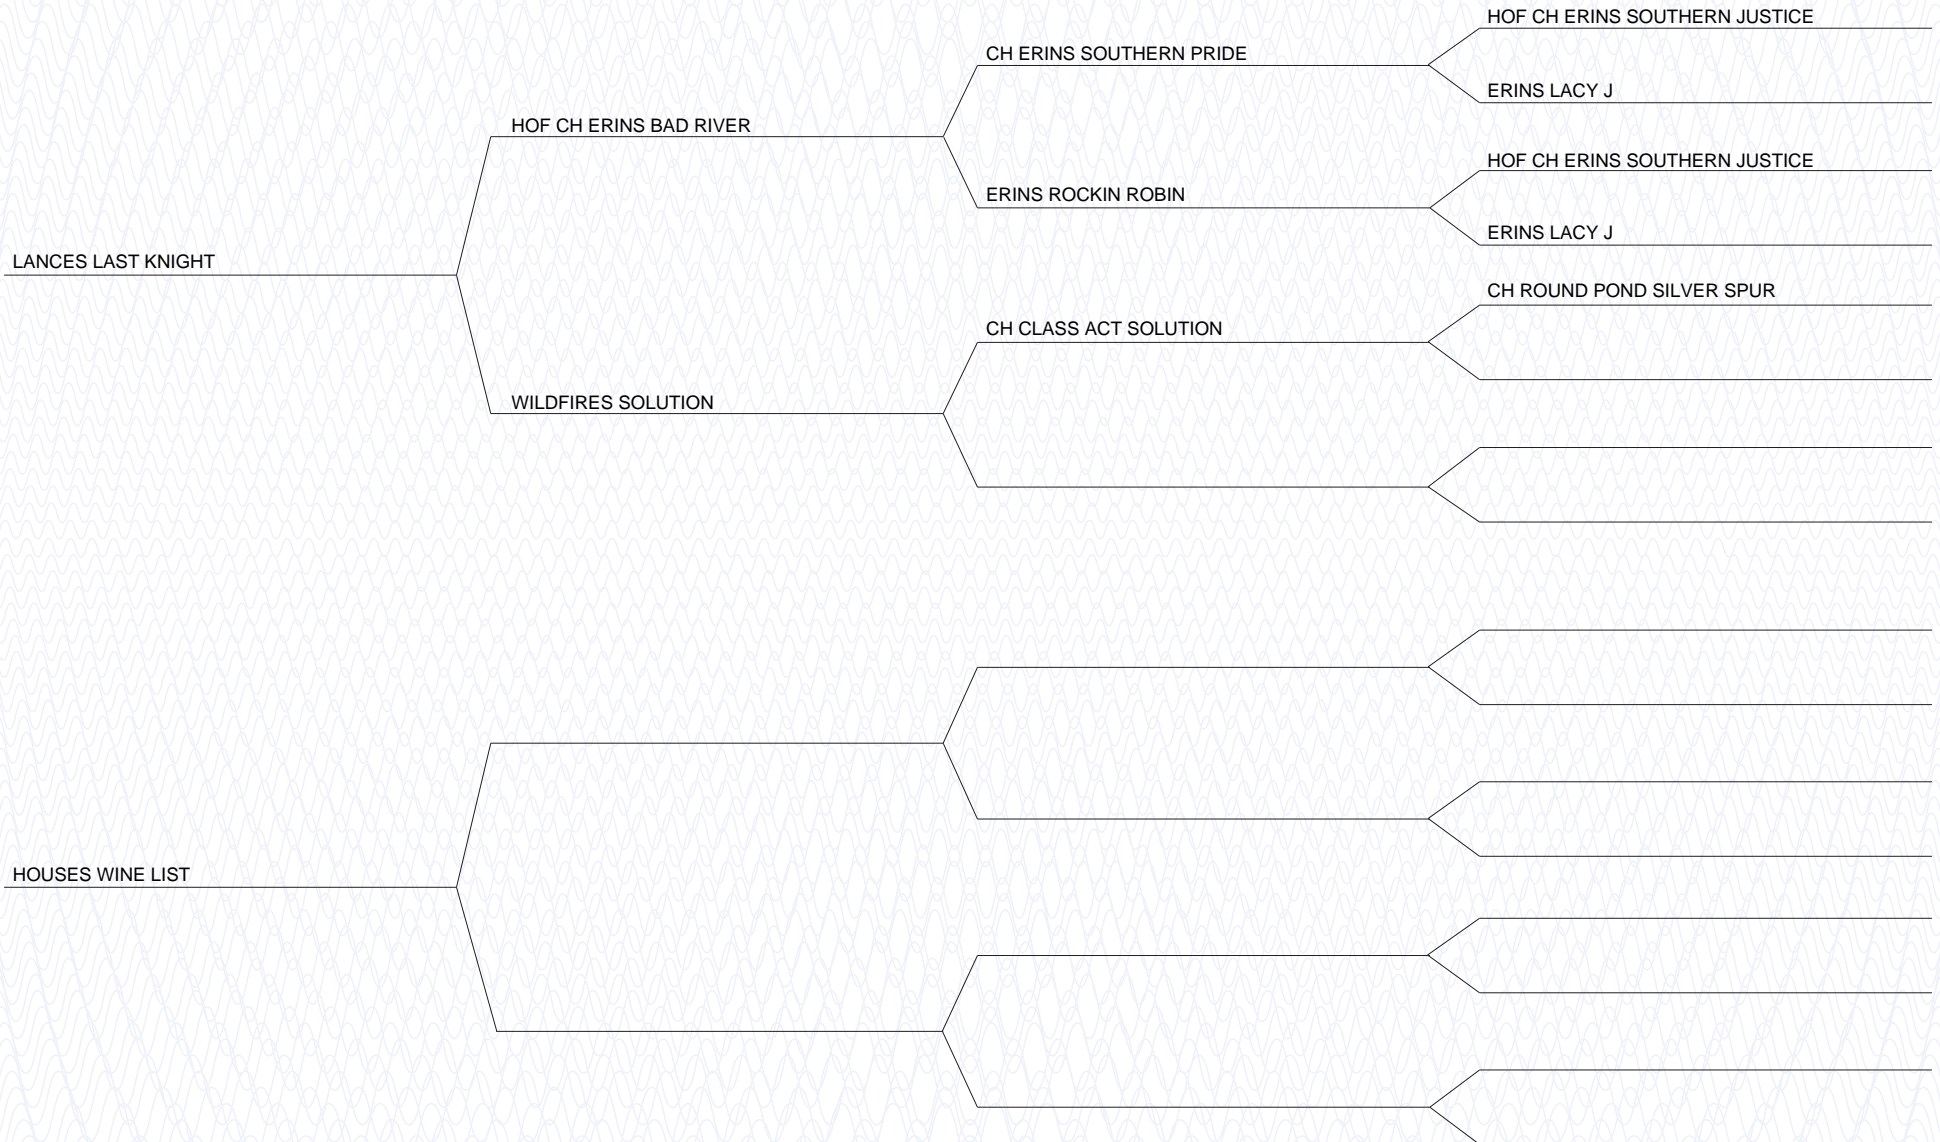 HOF CH ERINS SOUTHERN JUSTICE
CH ERINS SOUTHERN PRIDE
ERINS LACY J
HOF CH ERINS BAD RIVER
HOF CH ERINS SOUTHERN JUSTICE
ERINS ROCKIN ROBIN
ERINS LACY J
LANCES LAST KNIGHT
CH ROUND POND SILVER SPUR
CH CLASS ACT SOLUTION
WILDFIRES SOLUTION
HOUSES WINE LIST